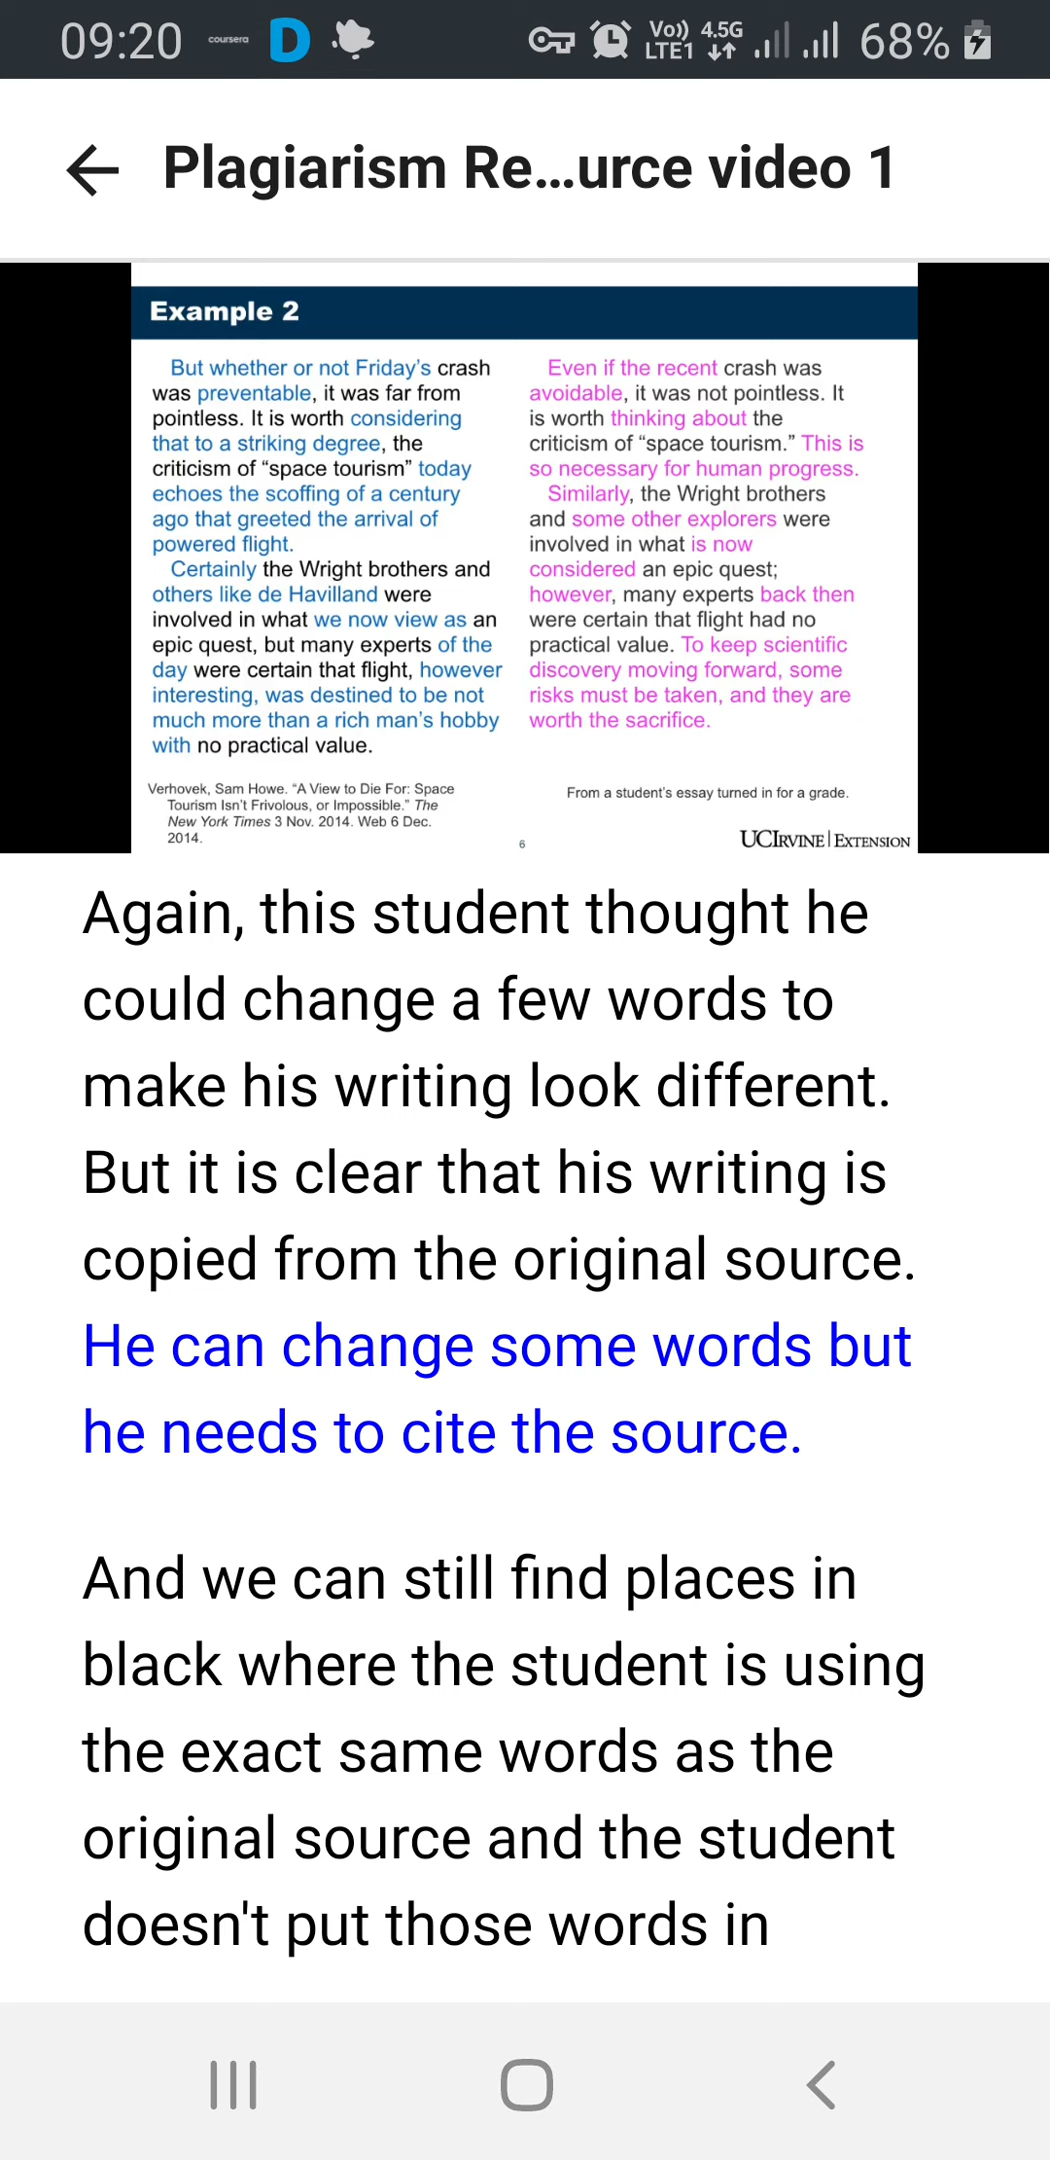 09:20 coursera D Vo)) LTE1 4.5G 68%
Plagiarism Re...urce video 1
Example 2
But whether or not Friday's crash
was preventable, it was far from
pointless. It is worth considering
that to a striking degree, the
criticism of “space tourism” today
echoes the scoffing of a century
ago that greeted the arrival of
powered flight.
Certainly the Wright brothers and
others like de Havilland were
involved in what we now view as an
epic quest, but many experts of the
day were certain that flight, however
interesting, was destined to be not
much more than a rich man's hobby
with no practical value.
Verhovek, Sam Howe. “A View to Die For: Space
Tourism Isn't Frivolous, or Impossible.” The
New York Times 3 Nov. 2014. Web 6 Dec.
2014.
Even if the recent crash was
avoidable, it was not pointless. It
is worth thinking about the
criticism of “space tourism.” This is
so necessary for human progress.
Similarly, the Wright brothers
and some other explorers were
involved in what is now
considered an epic quest;
however, many experts back then
were certain that flight had no
practical value. To keep scientific
discovery moving forward, some
risks must be taken, and they are
worth the sacrifice.
From a student's essay turned in for a grade.
6
UCIRVINE | EXTENSION
Again, this student thought he
could change a few words to
make his writing look different.
But it is clear that his writing is
copied from the original source.
He can change some words but
he needs to cite the source.
And we can still find places in
black where the student is using
the exact same words as the
original source and the student
doesn't put those words in